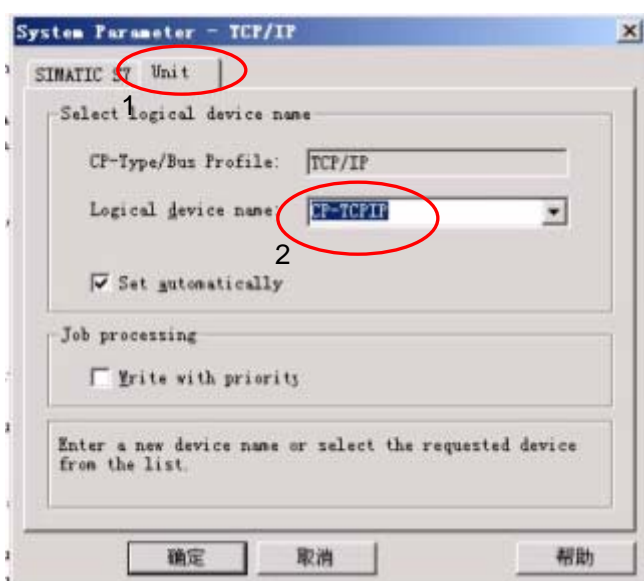 System Parameter - TCP/IP
SIMATIC S7 Unit
1
Select logical device name
CP-Type/Bus Profile: TCP/IP
Logical device name: CP-TCPIP
2
Set automatically
Job processing
Write with priority
Enter a new device name or select the requested device
from the list.
确定 取消 帮助